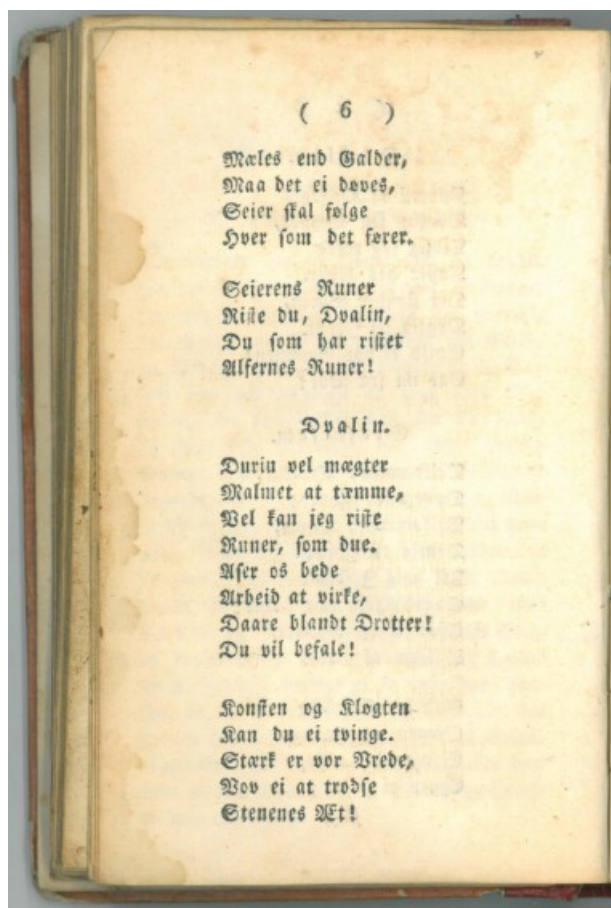 ( 6 )
Mæles end Galder,
Maa det ei døves,
Seier skal følge
Hver som det fører.
Seierens Runer
Riste du, Dvalin,
Du som har ristet
Alfernes Runer!
Dvalin.
Durin vel mægter
Malmet at tæmme,
Vel kan jeg riste
Runer, som due.
Aser os bede
Arbeid at virke,
Daare blandt Drotter!
Du vil befale!
Konsten og Kløgten
Kan du ei tvinge.
Stærk er vor Vrede,
Vov ei at trodse
Stenenes Æt!